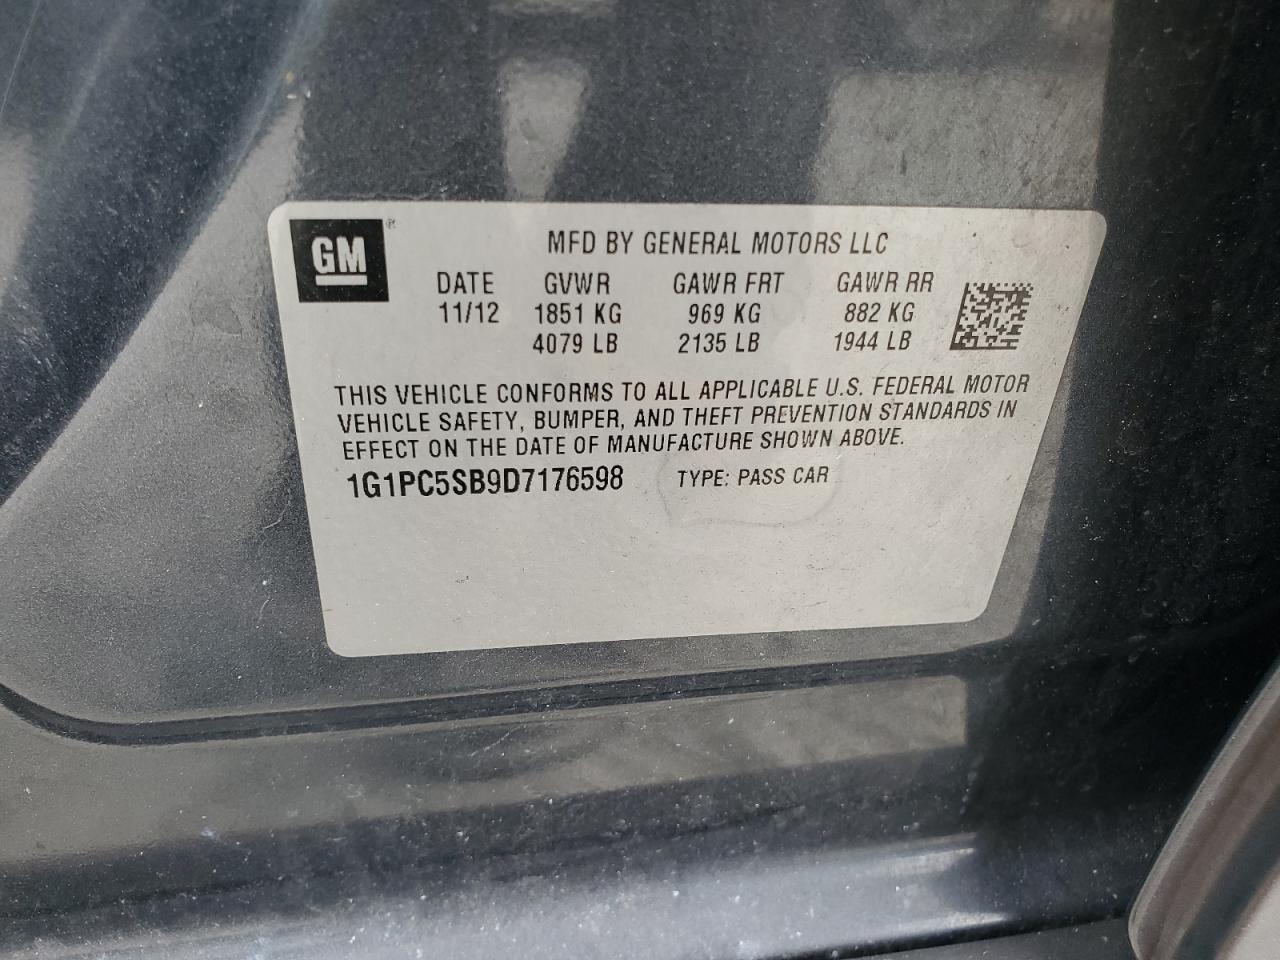 GM ®
MFD BY GENERAL MOTORS LLC
DATE GVWR GAWR FRT GAWR RR
11/12 1851 KG 969 KG 882 KG
4079 LB 2135 LB 1944 LB
THIS VEHICLE CONFORMS TO ALL APPLICABLE U.S. FEDERAL MOTOR
VEHICLE SAFETY, BUMPER, AND THEFT PREVENTION STANDARDS IN
EFFECT ON THE DATE OF MANUFACTURE SHOWN ABOVE.
1G1PC5SB9D7176598 TYPE: PASS CAR